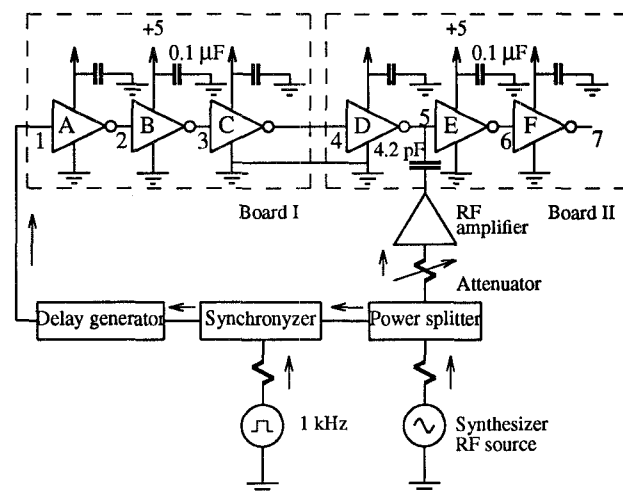 +5
+5
0.1 µF
0.1 µF
A
B
C
D
E
F
1
2
3
4
5
6
7
4.2 pF
Board I
Board II
RF
amplifier
Attenuator
Delay generator
Synchronyzer
Power splitter
1 kHz
Synthesizer
RF source